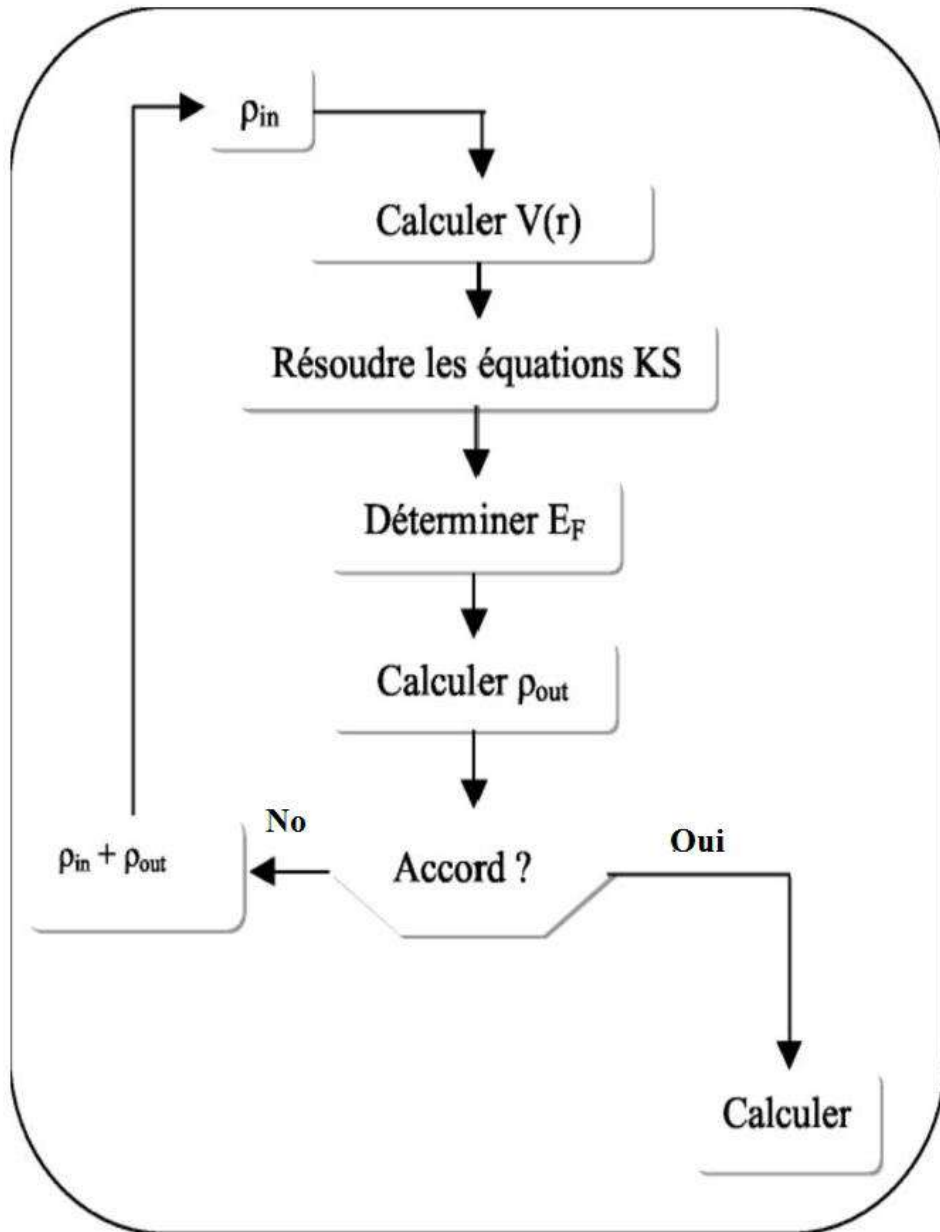 ρin
Calculer V(r)
Résoudre les équations KS
Déterminer EF
Calculer ρout
No
Oui
ρin + ρout
Accord ?
Calculer